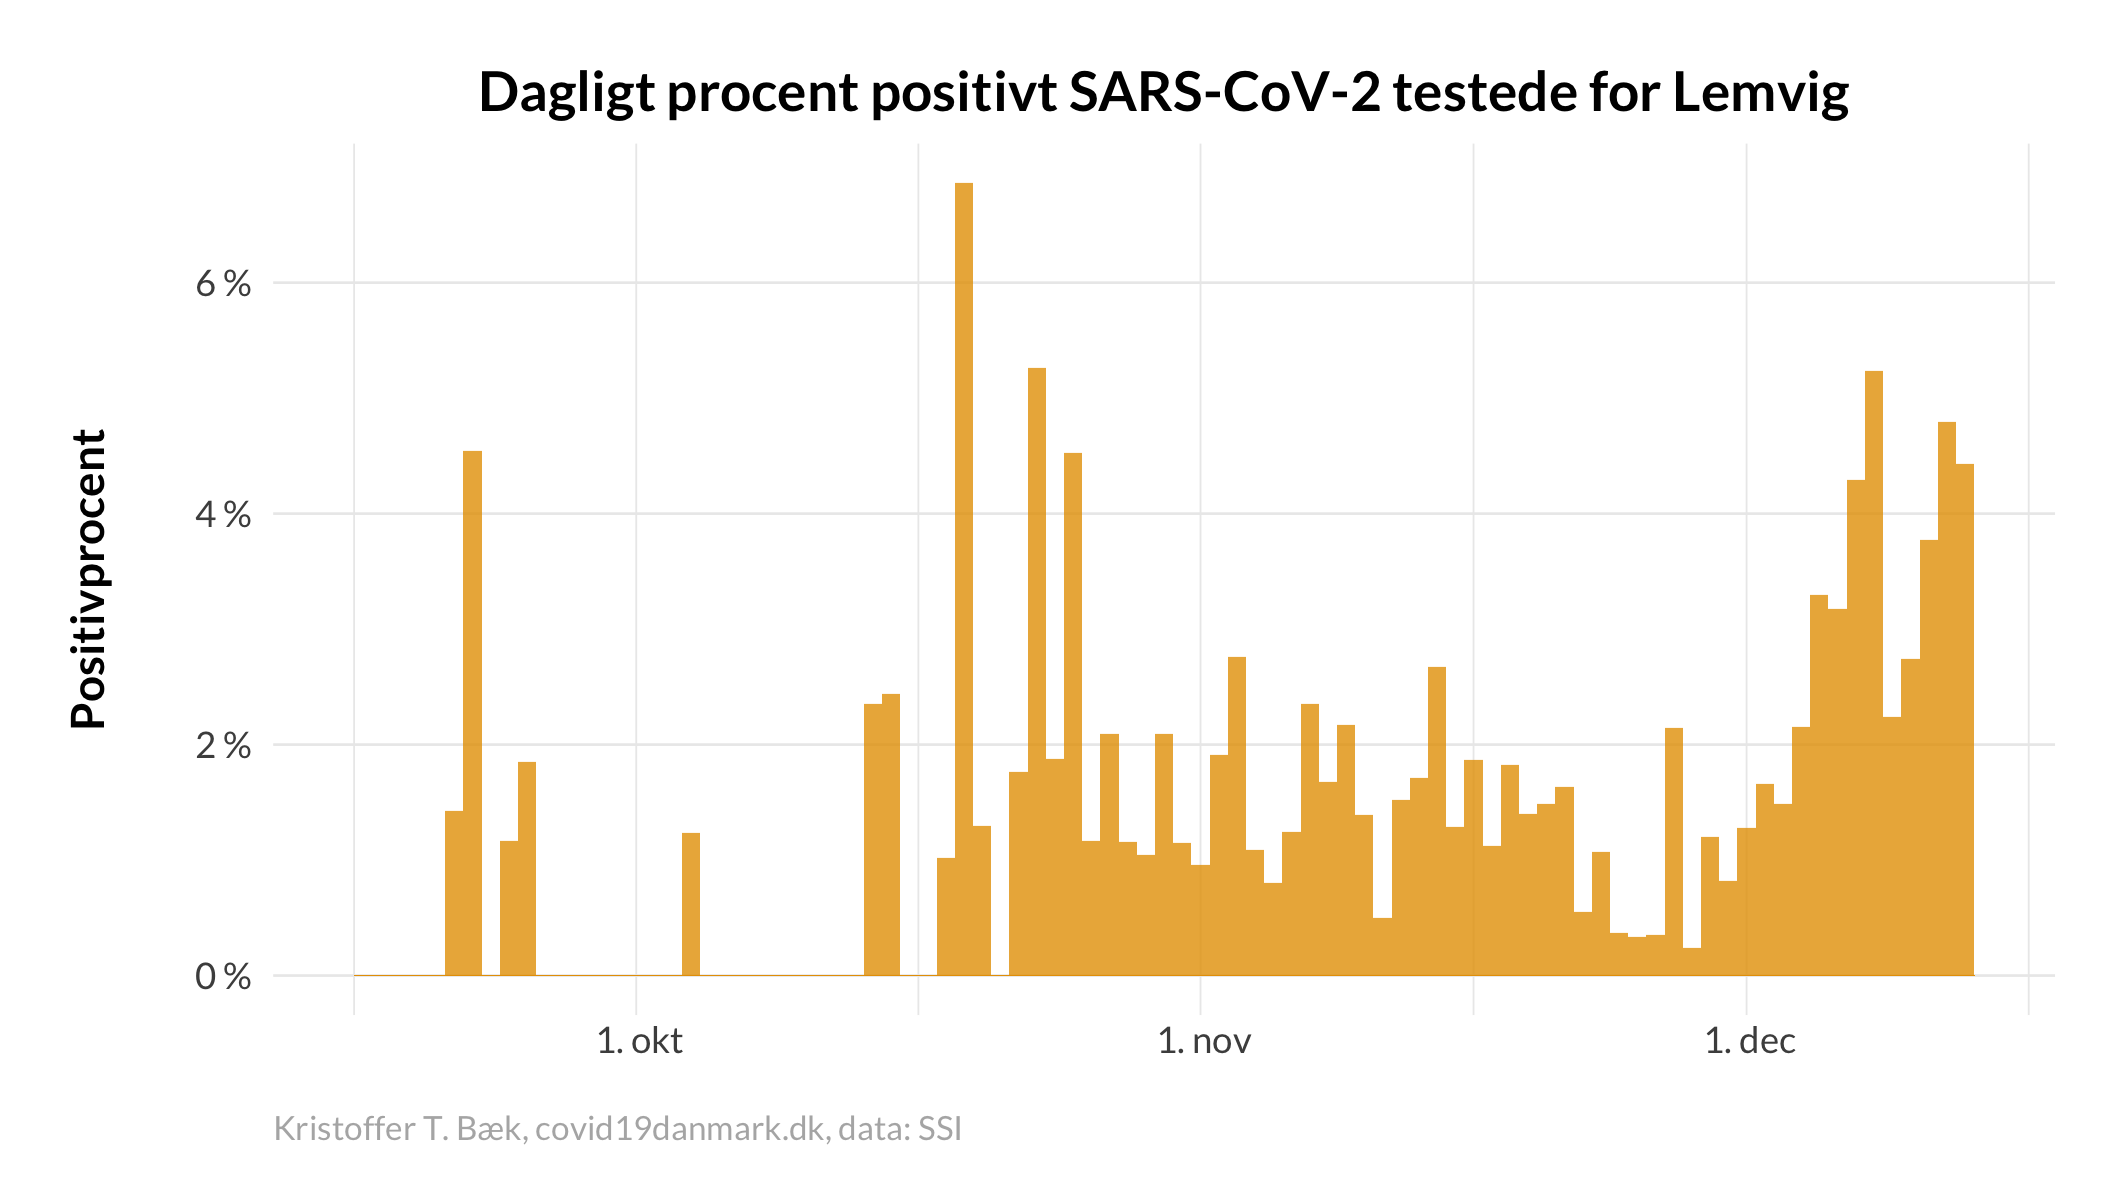 Dagligt procent positivt SARS-CoV-2 testede for Lemvig
Positivprocent
6 %
4 %
2 %
0 %
1. okt
1. nov
1. dec
Kristoffer T. Bæk, covid19danmark.dk, data: SSI